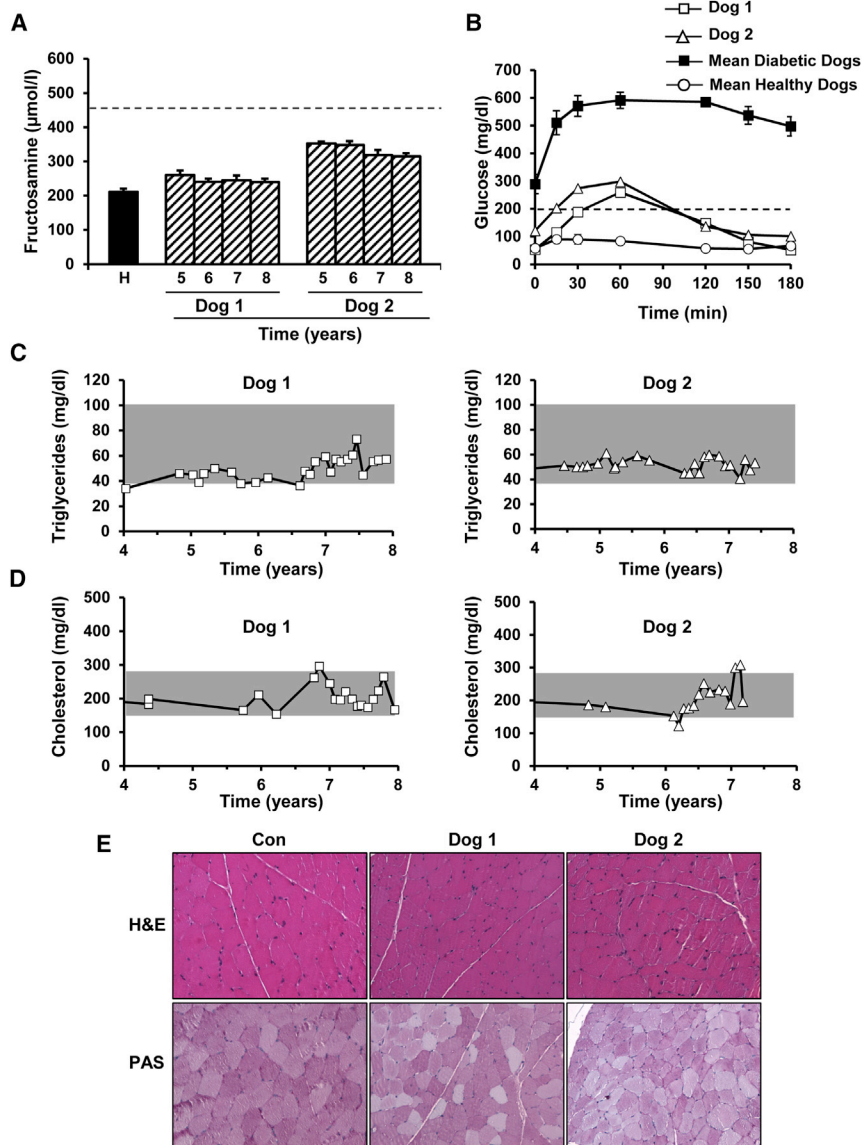 A
Fructosamine (µmol/l)
600
500
400
300
200
100
0
H
5 6 7 8
5 6 7 8
Dog 1
Dog 2
Time (years)
B
Dog 1
Dog 2
Mean Diabetic Dogs
Mean Healthy Dogs
Glucose (mg/dl)
700
600
500
400
300
200
100
0
0 30 60 90 120 150 180
Time (min)
C
Dog 1
Triglycerides (mg/dl)
120
100
80
60
40
20
0
4 5 6 7 8
Time (years)
Dog 2
Triglycerides (mg/dl)
120
100
80
60
40
20
0
4 5 6 7 8
Time (years)
D
Dog 1
Cholesterol (mg/dl)
500
400
300
200
100
0
4 5 6 7 8
Time (years)
Dog 2
Cholesterol (mg/dl)
500
400
300
200
100
0
4 5 6 7 8
Time (years)
E
Con
Dog 1
Dog 2
H&E
PAS